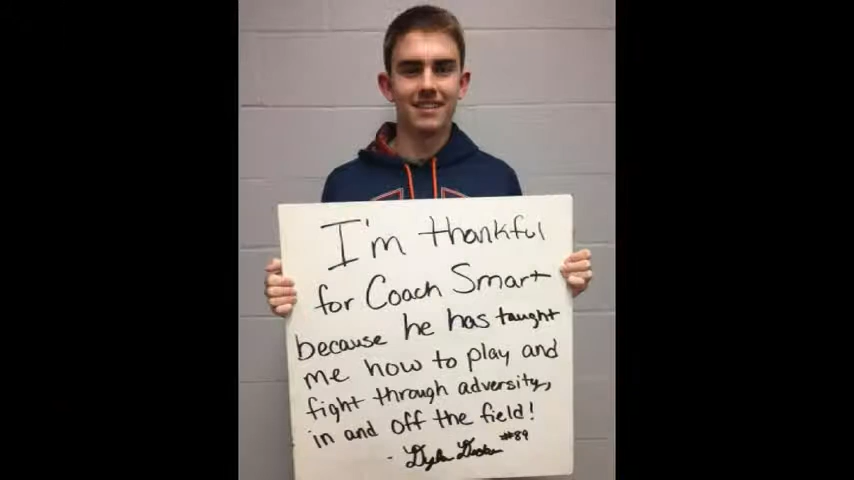 I'm thankful
for Coach Smart
because he has taught
me how to play and
fight through adversity,
in and off the field!
- #89